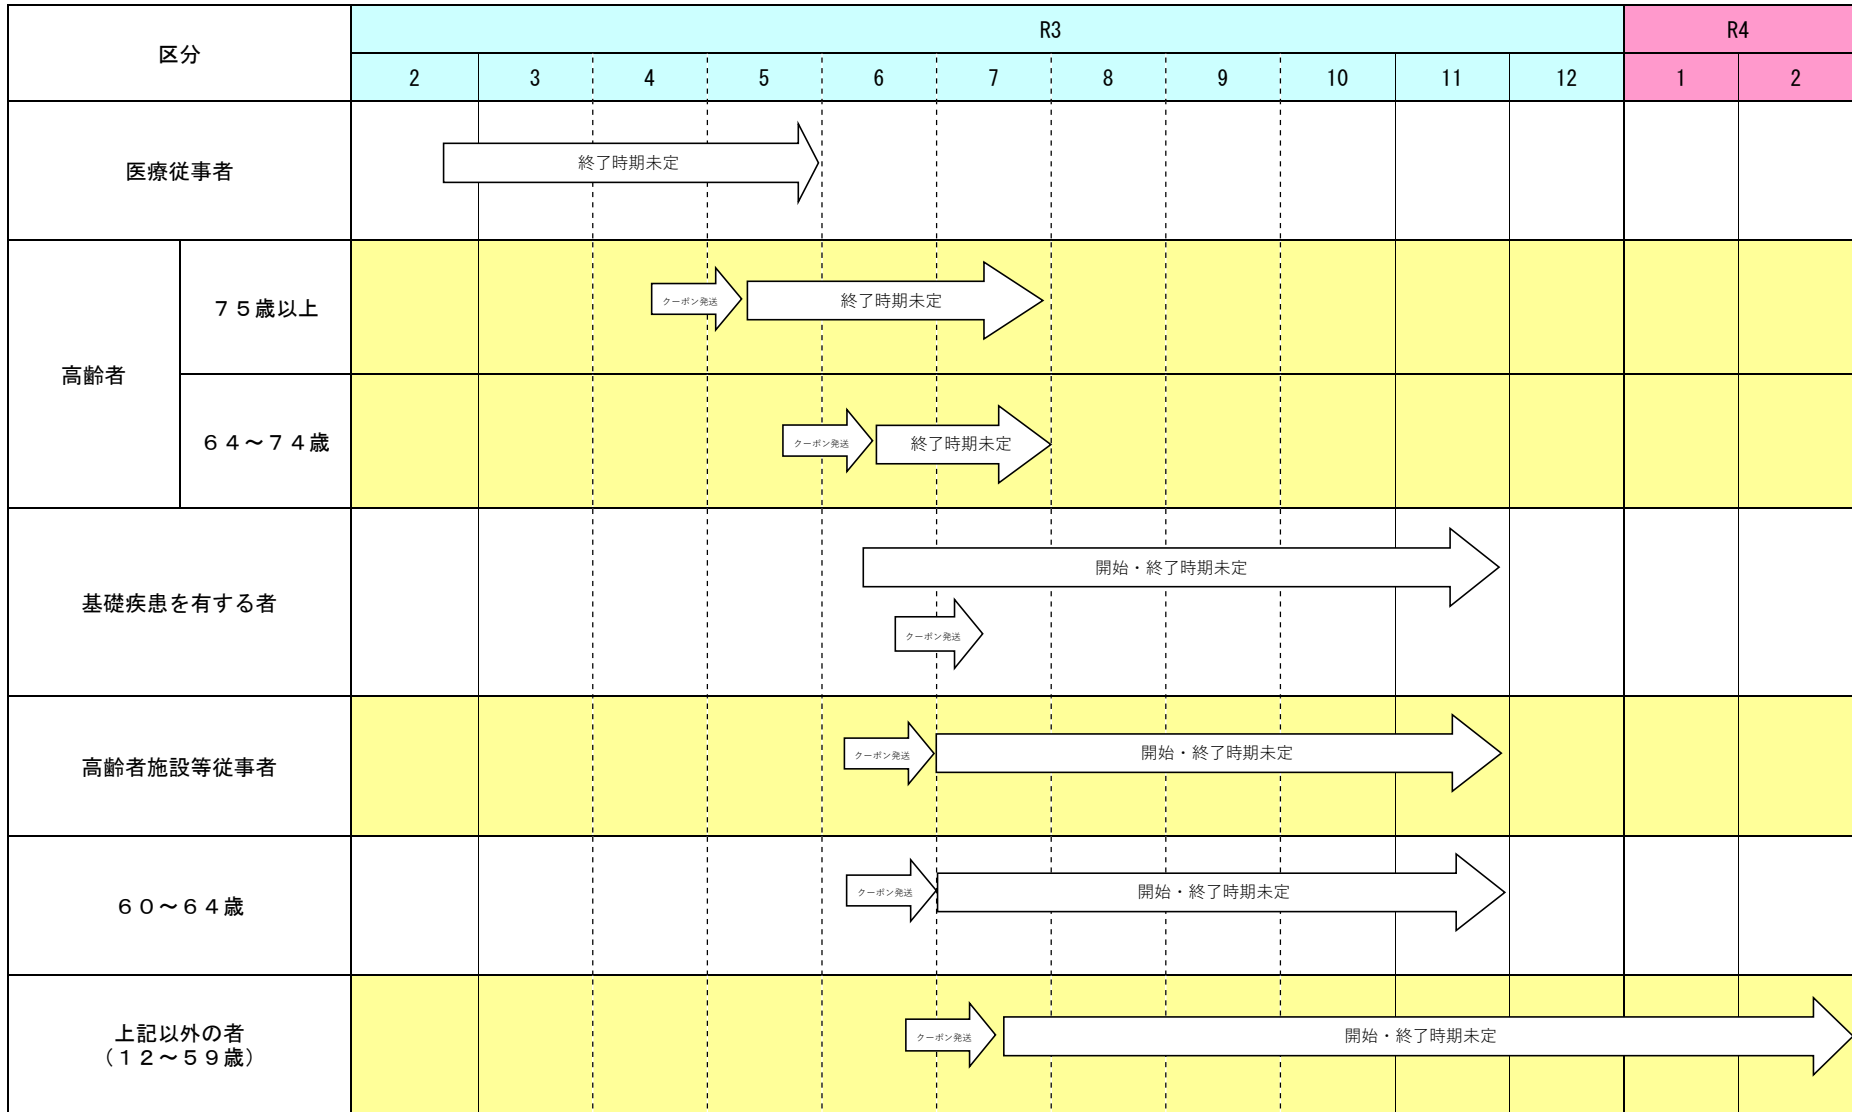 区分
R3
R4
2 3 4 5 6 7 8 9 10 11 12 1 2
医療従事者
終了時期未定
高齢者
７５歳以上
クーポン発送
終了時期未定
６４～７４歳
クーポン発送
終了時期未定
基礎疾患を有する者
開始・終了時期未定
クーポン発送
高齢者施設等従事者
クーポン発送
開始・終了時期未定
６０～６４歳
クーポン発送
開始・終了時期未定
上記以外の者
（１２～５９歳）
クーポン発送
開始・終了時期未定